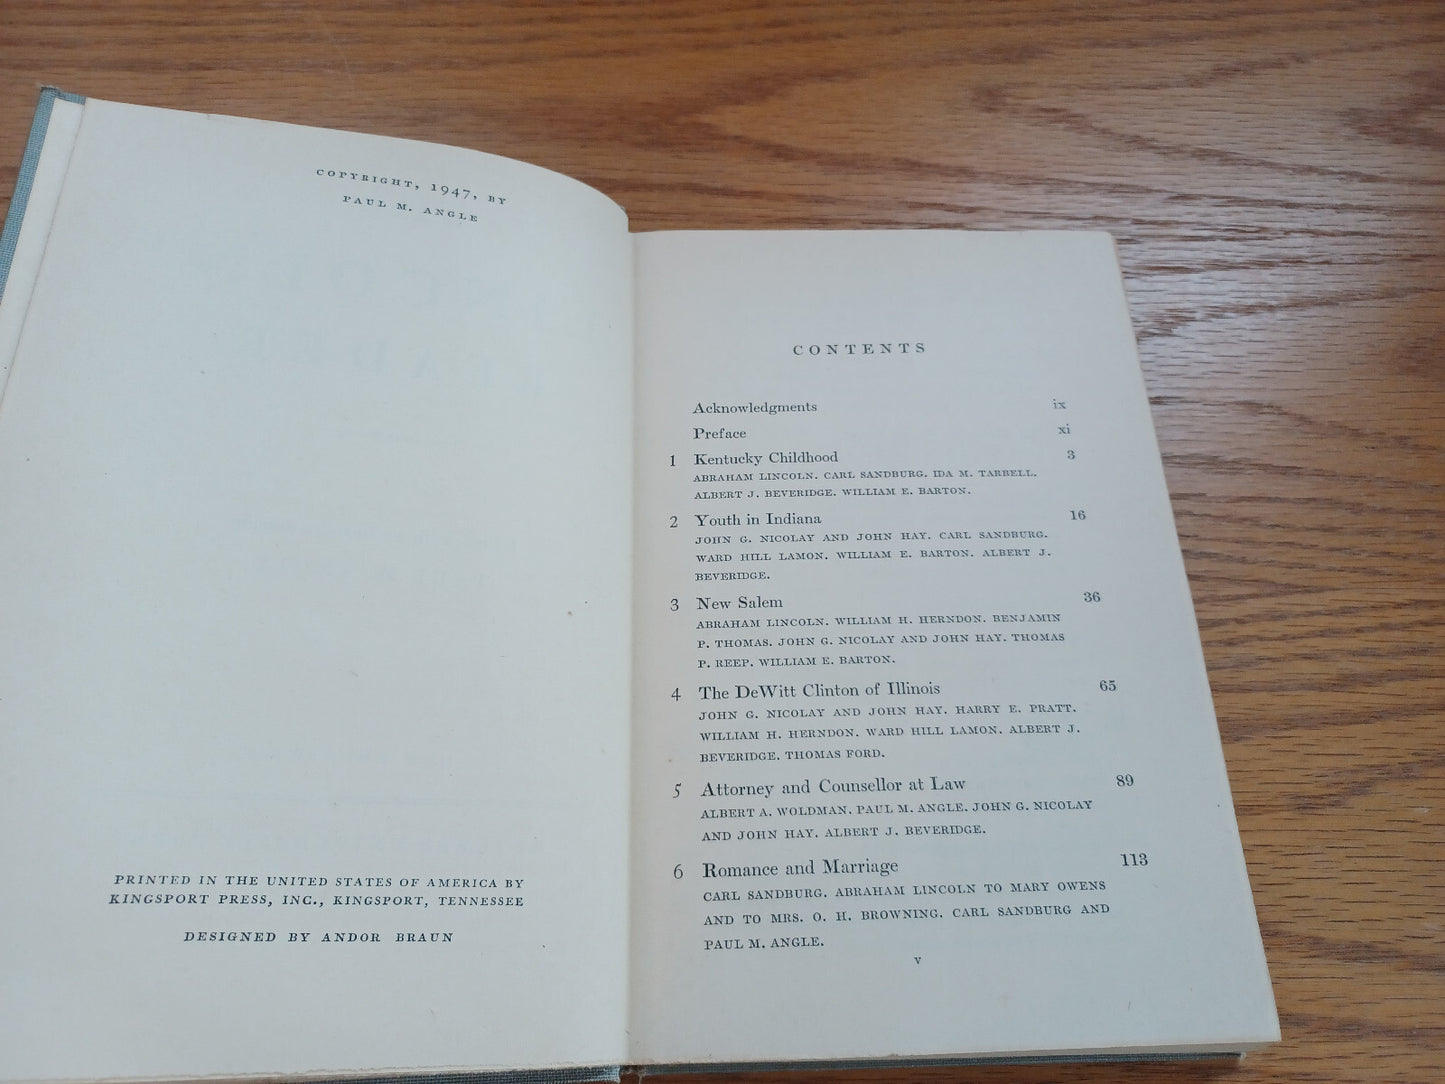 COPYRIGHT, 1947, BY
PAUL M. ANGLE
PRINTED IN THE UNITED STATES OF AMERICA BY
KINGSPORT PRESS, INC., KINGSPORT, TENNESSEE
DESIGNED BY ANDOR BRAUN
CONTENTS
Acknowledgments ix
Preface xi
1 Kentucky Childhood 3
ABRAHAM LINCOLN. CARL SANDBURG. IDA M. TARBELL.
ALBERT J. BEVERIDGE. WILLIAM E. BARTON.
2 Youth in Indiana 16
JOHN G. NICOLAY AND JOHN HAY. CARL SANDBURG.
WARD HILL LAMON. WILLIAM E. BARTON. ALBERT J.
BEVERIDGE.
3 New Salem 36
ABRAHAM LINCOLN. WILLIAM H. HERNDON. BENJAMIN
P. THOMAS. JOHN G. NICOLAY AND JOHN HAY. THOMAS
P. REEP. WILLIAM E. BARTON.
4 The DeWitt Clinton of Illinois 65
JOHN G. NICOLAY AND JOHN HAY. HARRY E. PRATT.
WILLIAM H. HERNDON. WARD HILL LAMON. ALBERT J.
BEVERIDGE. THOMAS FORD.
5 Attorney and Counsellor at Law 89
ALBERT A. WOLDMAN. PAUL M. ANGLE. JOHN G. NICOLAY
AND JOHN HAY. ALBERT J. BEVERIDGE.
6 Romance and Marriage 113
CARL SANDBURG. ABRAHAM LINCOLN TO MARY OWENS
AND TO MRS. O. H. BROWNING. CARL SANDBURG AND
PAUL M. ANGLE.
v